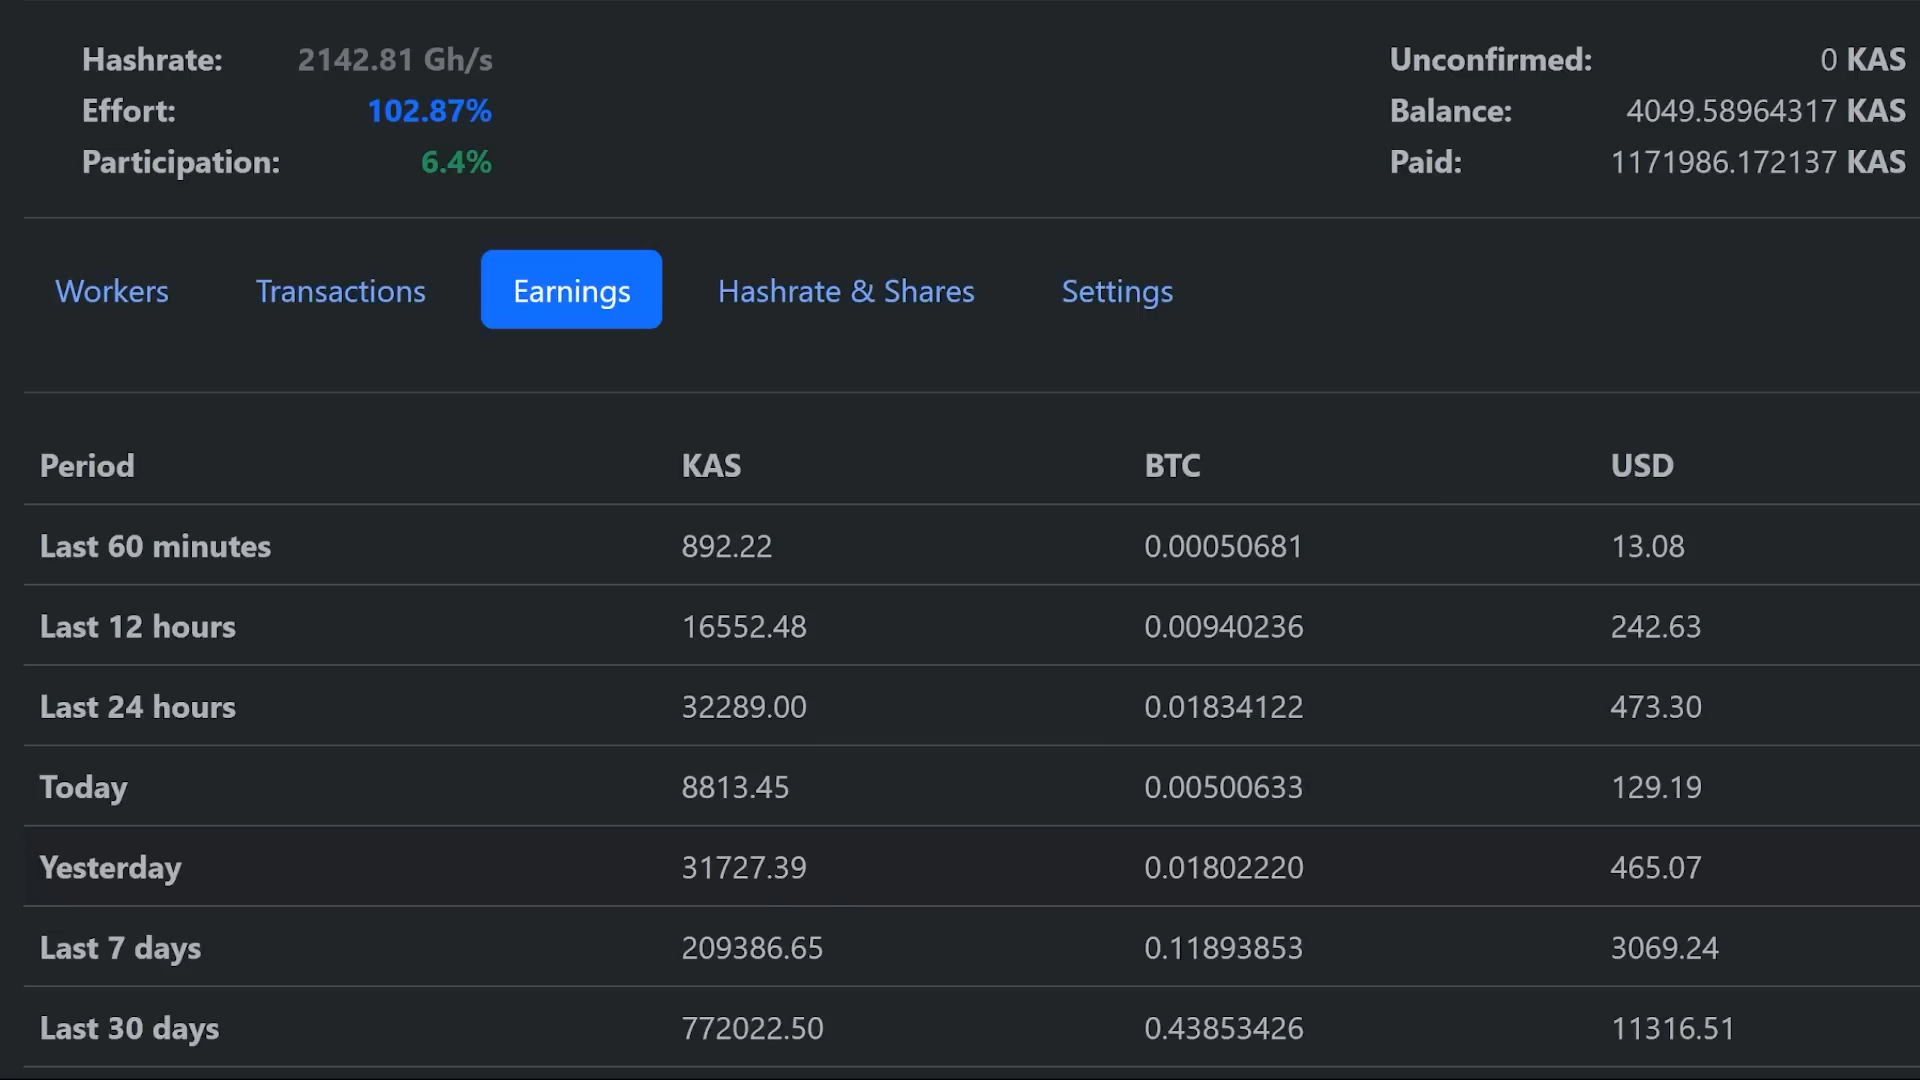 Hashrate: 2142.81 Gh/s Unconfirmed: 0 KAS
Effort: 102.87% Balance: 4049.58964317 KAS
Participation: 6.4% Paid: 1171986.172137 KAS
Workers Transactions Earnings Hashrate & Shares Settings
Period KAS BTC USD
Last 60 minutes 892.22 0.00050681 13.08
Last 12 hours 16552.48 0.00940236 242.63
Last 24 hours 32289.00 0.01834122 473.30
Today 8813.45 0.00500633 129.19
Yesterday 31727.39 0.01802220 465.07
Last 7 days 209386.65 0.11893853 3069.24
Last 30 days 772022.50 0.43853426 11316.51